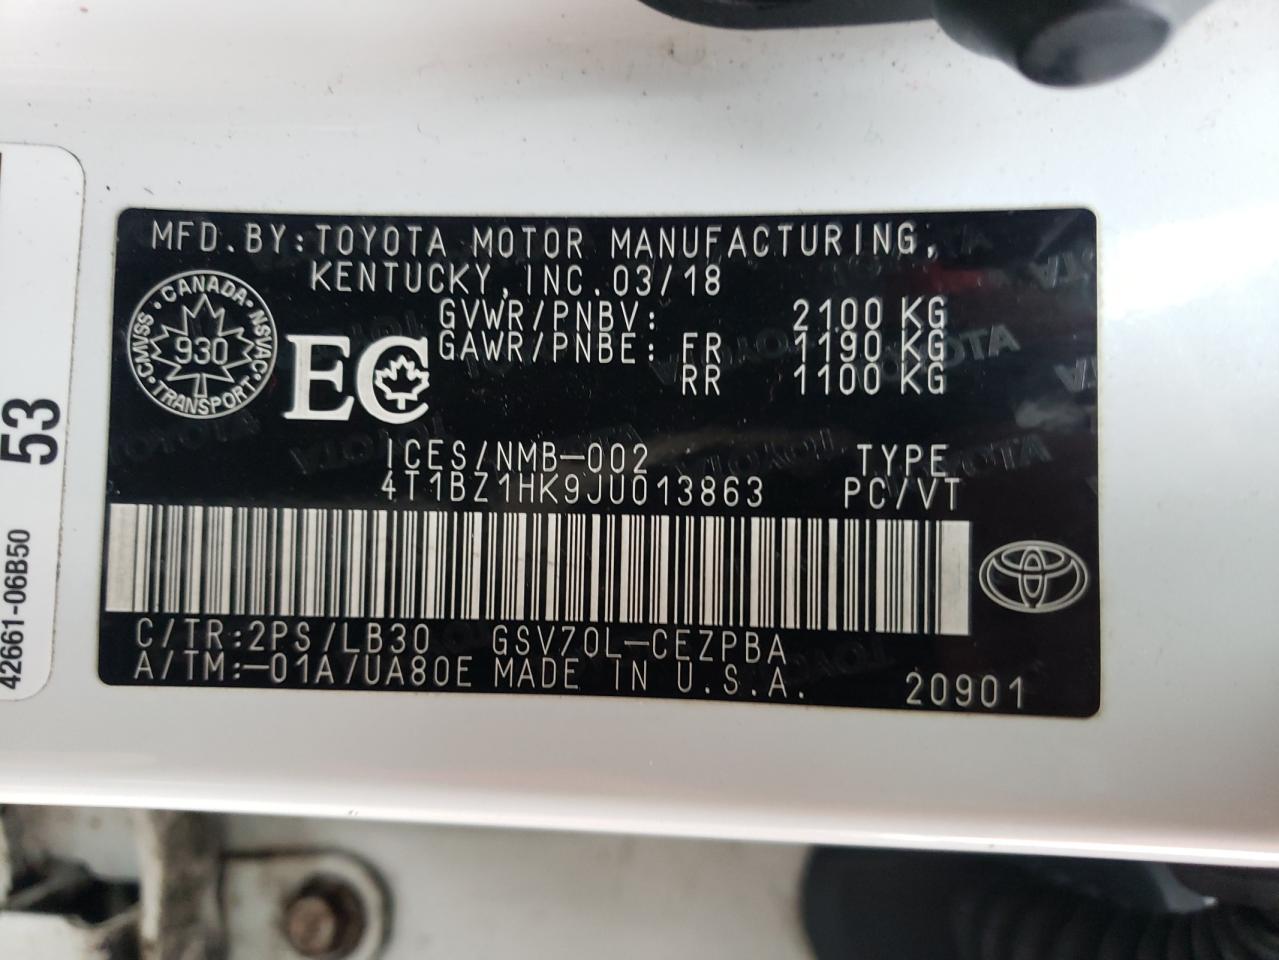 MFD.BY:TOYOTA MOTOR MANUFACTURING,
KENTUCKY,INC.03/18
GVWR/PNBV: 2100 KG
GAWR/PNBE: FR 1190 KG
RR 1100 KG
CANADA·NSVAC·TRANSPORT·CMVSS·
930
EC
ICES/NMB-002 TYPE
4T1BZ1HK9JU013863 PC/VT
C/TR:2PS/LB30 GSV70L-CEZPBA
A/TM:-01A/UA80E MADE IN U.S.A. 20901
53
42661-06B50